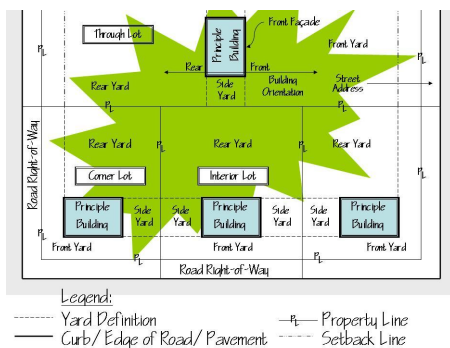 Front Façade
Through Lot
Principle
Building
Front Yard
PL
PL
PL
Rear
Front
Side
Yard
Building
Orientation
Street
Address
Rear Yard
PL
PL
Road Right-of-Way
Rear Yard
PL
Rear Yard
PL
Rear Yard
PL
Corner Lot
Interior Lot
Principle
Building
Side
Yard
Side
Yard
Principle
Building
Side
Yard
Side
Yard
Principle
Building
PL
Front Yard
PL
Front Yard
PL
Front Yard
Road Right-of-Way
Legend:
Yard Definition
PL Property Line
Curb/Edge of Road/Pavement
Setback Line